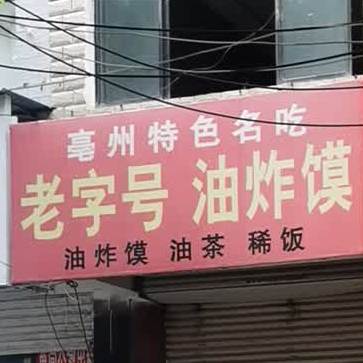 亳州特色名吃
老字号 油炸馍
油炸馍 油茶 稀饭